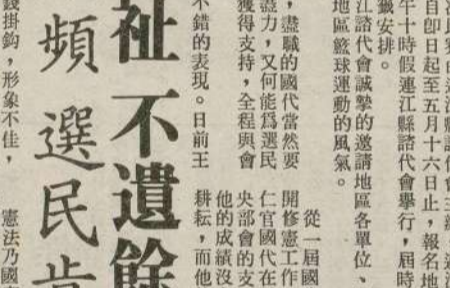 自即日起至五月十六日止，報名地
午十時假連江縣諮代會舉行，屆時
籤安排。
江諮代會誠摯的邀請地區各單位、
地區籃球運動的風氣。
，盡職的國代當然要
盡力，又何能爲選民
獲得支持，全程與會
不錯的表現。日前王
從一屆國
開修憲工作
仁官國代在
央部會的支
他的成績沒
耕耘，而他
祉 不遺餘
頻 選民肯
錢掛鈎，形象不佳，
憲法乃國